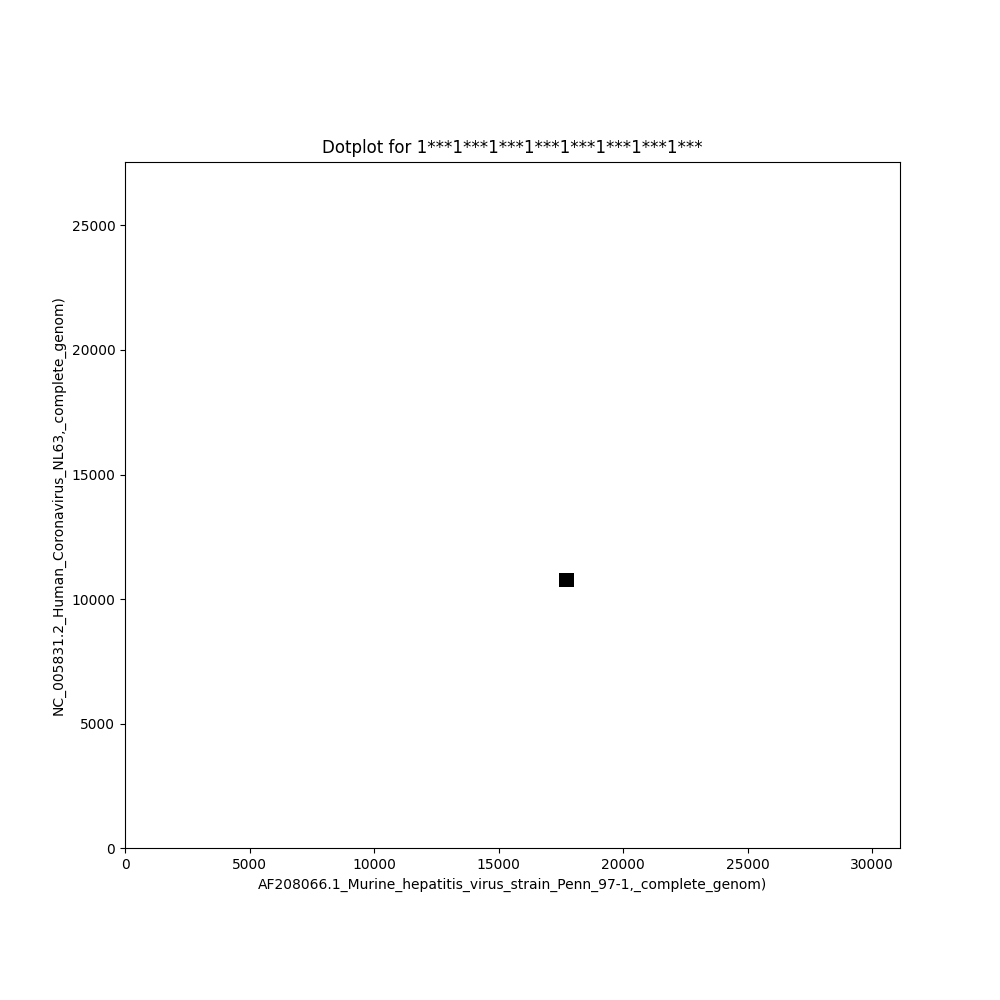 Dotplot for 1***1***1***1***1***1***1***1***
25000
20000
15000
10000
5000
0
NC_005831.2_Human_Coronavirus_NL63,_complete_genom)
0 5000 10000 15000 20000 25000 30000
AF208066.1_Murine_hepatitis_virus_strain_Penn_97-1,_complete_genom)